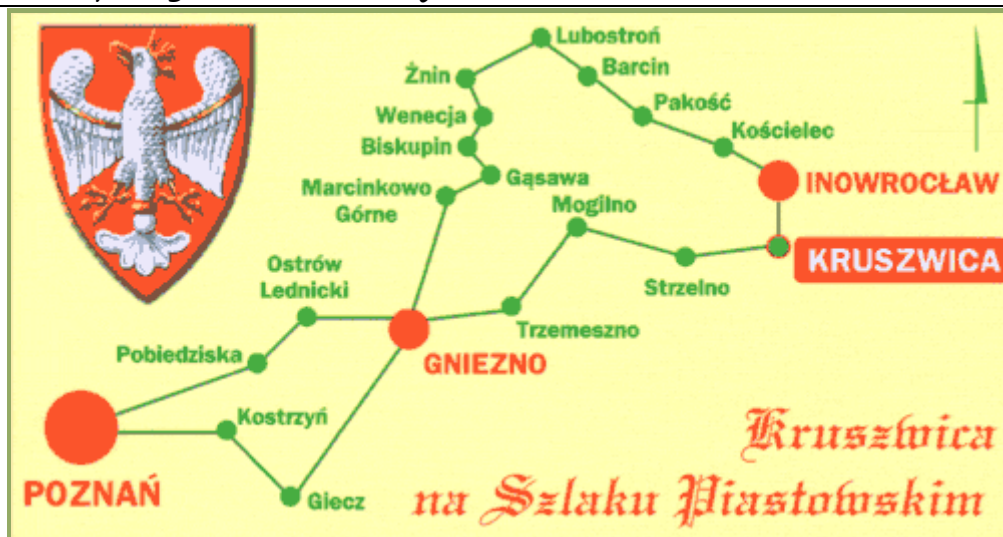 Lubostroń
Żnin
Barcin
Wenecja
Pakość
Biskupin
Kościelec
Gąsawa
INOWROCŁAW
Marcinkowo
Górne
Mogilno
KRUSZWICA
Ostrów
Lednicki
Strzelno
Trzemeszno
Pobiedziska
GNIEZNO
Kostrzyń
POZNAŃ
Giecz
Kruszwica
na Szlaku Piastowskim